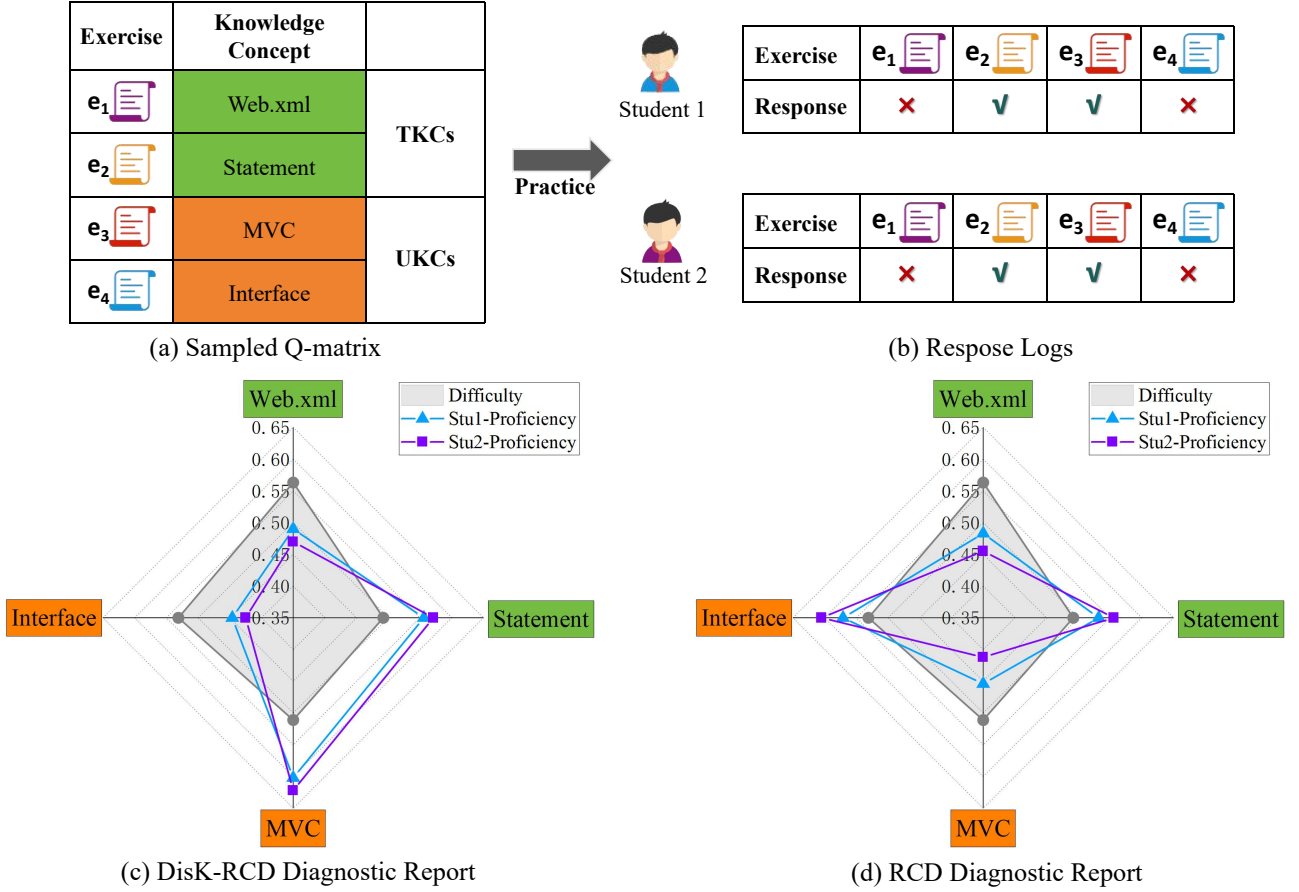 Exercise Knowledge Concept
e1 Web.xml
TKCs
e2 Statement
e3 MVC
UKCs
e4 Interface
(a) Sampled Q-matrix
Practice
Student 1
Exercise e1 e2 e3 e4
Response × √ √ ×
Student 2
Exercise e1 e2 e3 e4
Response × √ √ ×
(b) Respose Logs
Web.xml
Difficulty
Stu1-Proficiency
Stu2-Proficiency
0.65
0.60
0.55
0.50
0.45
0.40
0.35
Interface
Statement
MVC
(c) DisK-RCD Diagnostic Report
Web.xml
Difficulty
Stu1-Proficiency
Stu2-Proficiency
0.65
0.60
0.55
0.50
0.45
0.40
0.35
Interface
Statement
MVC
(d) RCD Diagnostic Report